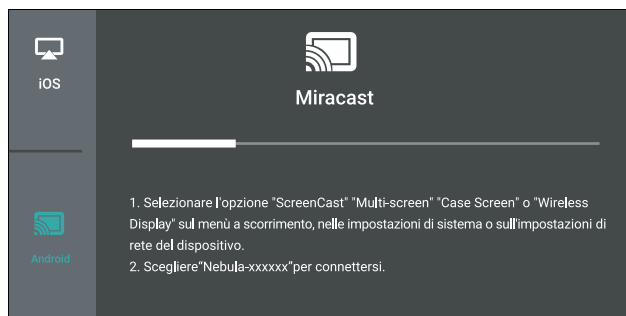 iOS
Android
Miracast
1. Selezionare l'opzione "ScreenCast" "Multi-screen" "Case Screen" o "Wireless
Display" sul menù a scorrimento, nelle impostazioni di sistema o sull'impostazioni di
rete del dispositivo.
2. Scegliere“Nebula-xxxxxx”per connettersi.